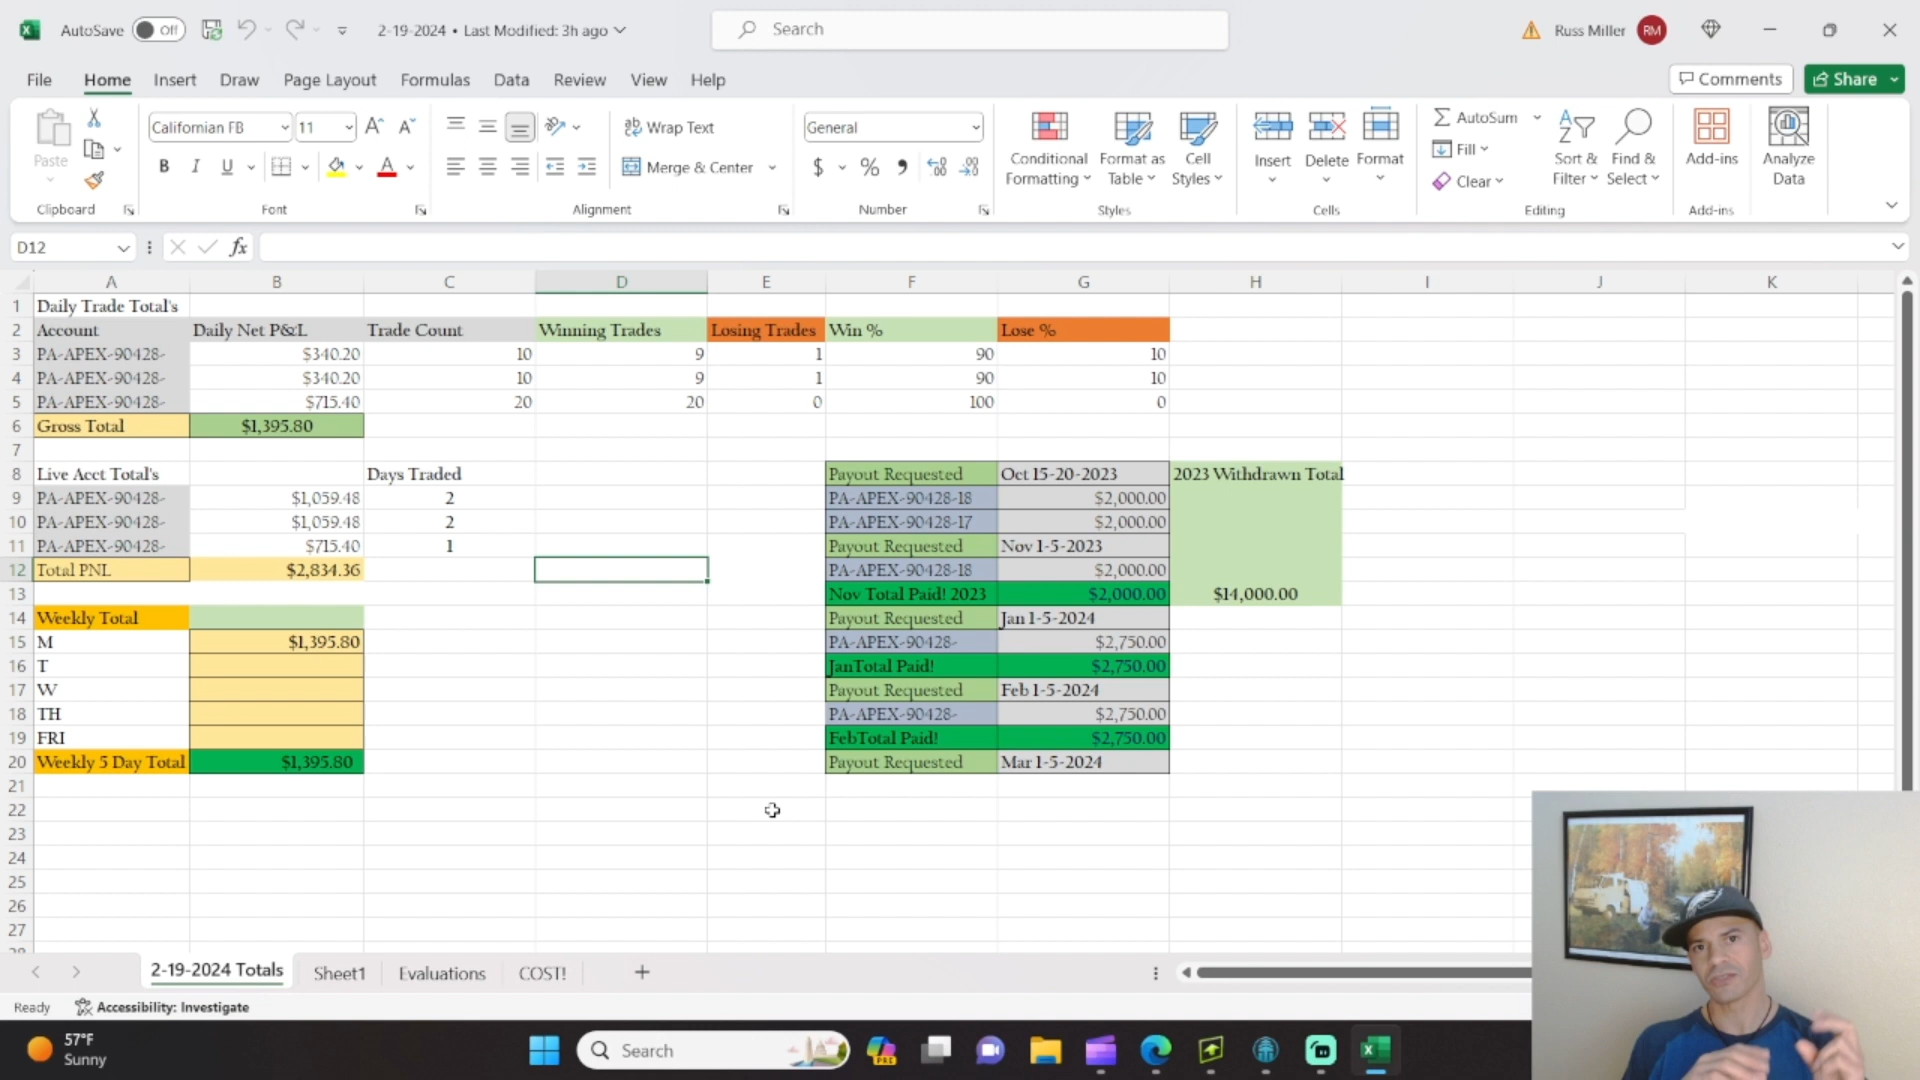 AutoSave Off 2-19-2024 • Last Modified: 3h ago Search Russ Miller RM
File Home Insert Draw Page Layout Formulas Data Review View Help Comments Share
Paste Californian FB 11 Wrap Text General Conditional Formatting Format as Table Cell Styles Insert Delete Format AutoSum Sort & Filter Find & Select Add-ins Analyze Data
B I U Merge & Center $ % Fill Clear
Clipboard Font Alignment Number Styles Cells Editing Add-ins
D12 fx
A B C D E F G H I J K
1 Daily Trade Total's
2 Account Daily Net P&L Trade Count Winning Trades Losing Trades Win % Lose %
3 PA-APEX-90428- $340.20 10 9 1 90 10
4 PA-APEX-90428- $340.20 10 9 1 90 10
5 PA-APEX-90428- $715.40 20 20 0 100 0
6 Gross Total $1,395.80
7
8 Live Acct Total's Days Traded Payout Requested Oct 15-20-2023 2023 Withdrawn Total
9 PA-APEX-90428- $1,059.48 2 PA-APEX-90428-18 $2,000.00
10 PA-APEX-90428- $1,059.48 2 PA-APEX-90428-17 $2,000.00
11 PA-APEX-90428- $715.40 1 Payout Requested Nov 1-5-2023
12 Total PNL $2,834.36 PA-APEX-90428-18 $2,000.00
13 Nov Total Paid! 2023 $2,000.00 $14,000.00
14 Weekly Total Payout Requested Jan 1-5-2024
15 M $1,395.80 PA-APEX-90428- $2,750.00
16 T JanTotal Paid! $2,750.00
17 W Payout Requested Feb 1-5-2024
18 TH PA-APEX-90428- $2,750.00
19 FRI FebTotal Paid! $2,750.00
20 Weekly 5 Day Total $1,395.80 Payout Requested Mar 1-5-2024
21
22
23
24
25
26
27
28
2-19-2024 Totals Sheet1 Evaluations COST! +
Ready Accessibility: Investigate
57°F
Sunny
Search
PRE